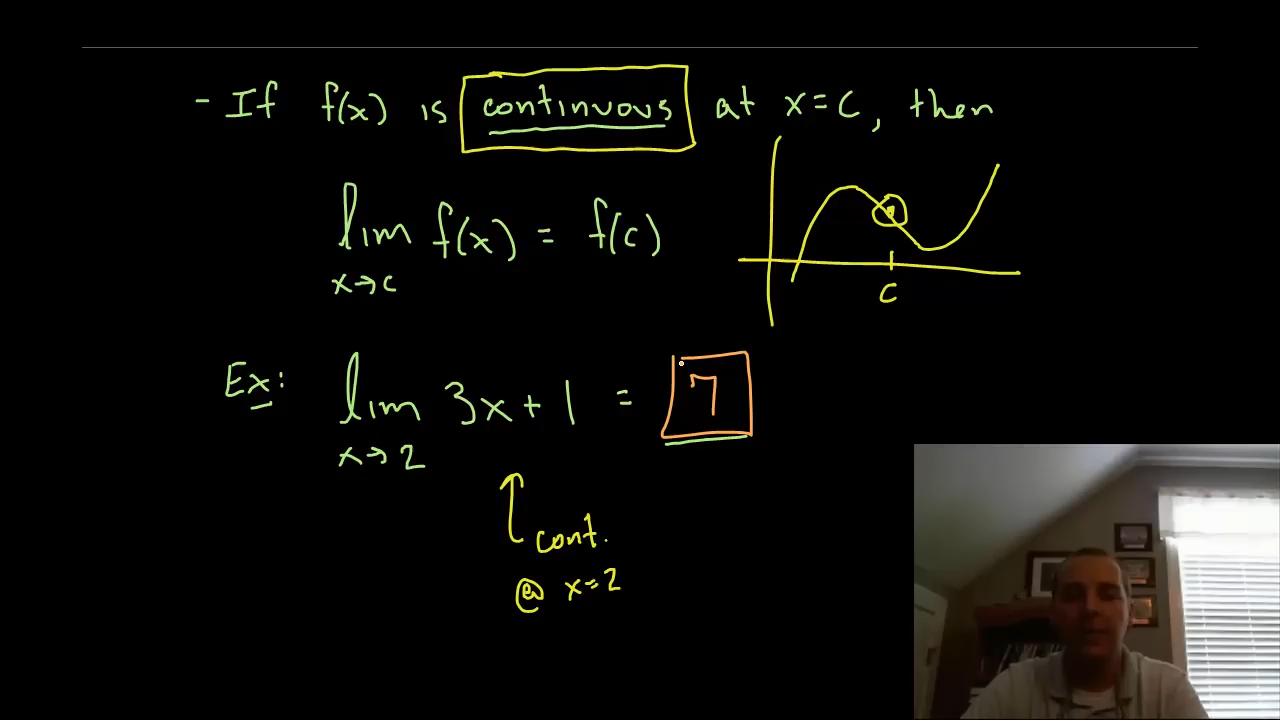 - If f(x) is continuous at x=c, then
lim f(x) = f(c)
x→c
c
Ex: lim 3x+1 = 7
x→2
cont.
@ x=2